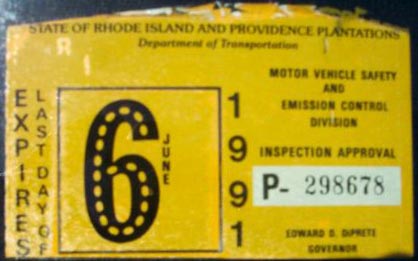 STATE OF RHODE ISLAND AND PROVIDENCE PLANTATIONS
Department of Transportation
RI
MOTOR VEHICLE SAFETY
AND
EMISSION CONTROL
DIVISION
EXPIRES
LAST DAY OF
6
JUNE
1991
INSPECTION APPROVAL
P- 298678
EDWARD D. DiPRETE
GOVERNOR